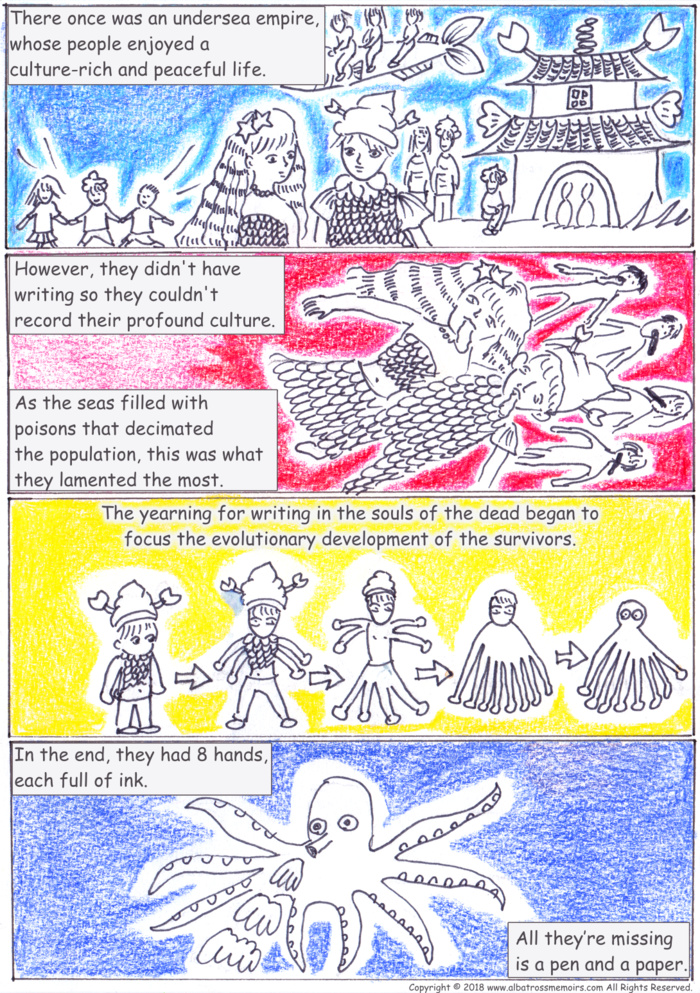 There once was an undersea empire,
whose people enjoyed a
culture-rich and peaceful life.
However, they didn't have
writing so they couldn't
record their profound culture.
As the seas filled with
poisons that decimated
the population, this was what
they lamented the most.
The yearning for writing in the souls of the dead began to
focus the evolutionary development of the survivors.
In the end, they had 8 hands,
each full of ink.
All they're missing
is a pen and a paper.
Copyright © 2018 www.albatrossmemoirs.com All Rights Reserved.